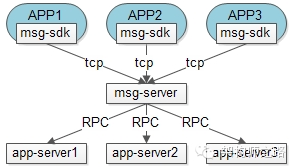 APP1 APP2 APP3
msg-sdk msg-sdk msg-sdk
tcp tcp tcp
msg-server
RPC RPC RPC
app-server1 app-server2 app-server3